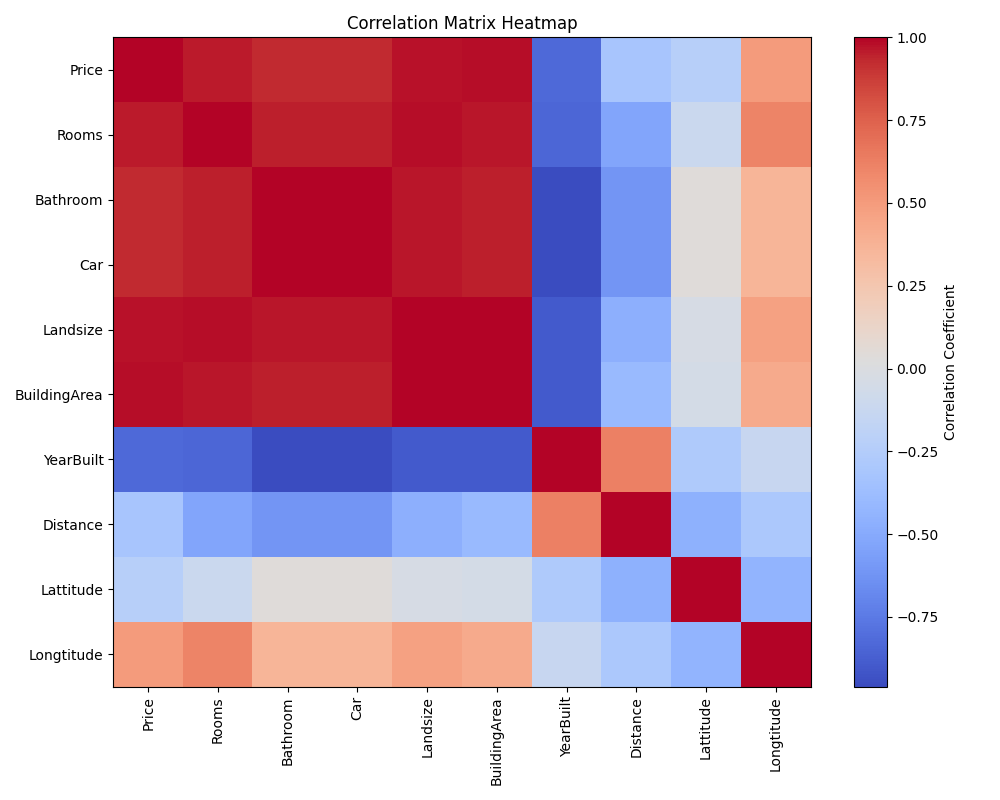 Correlation Matrix Heatmap
Price
Rooms
Bathroom
Car
Landsize
BuildingArea
YearBuilt
Distance
Lattitude
Longtitude
Price
Rooms
Bathroom
Car
Landsize
BuildingArea
YearBuilt
Distance
Lattitude
Longtitude
1.00
0.75
0.50
0.25
0.00
−0.25
−0.50
−0.75
Correlation Coefficient